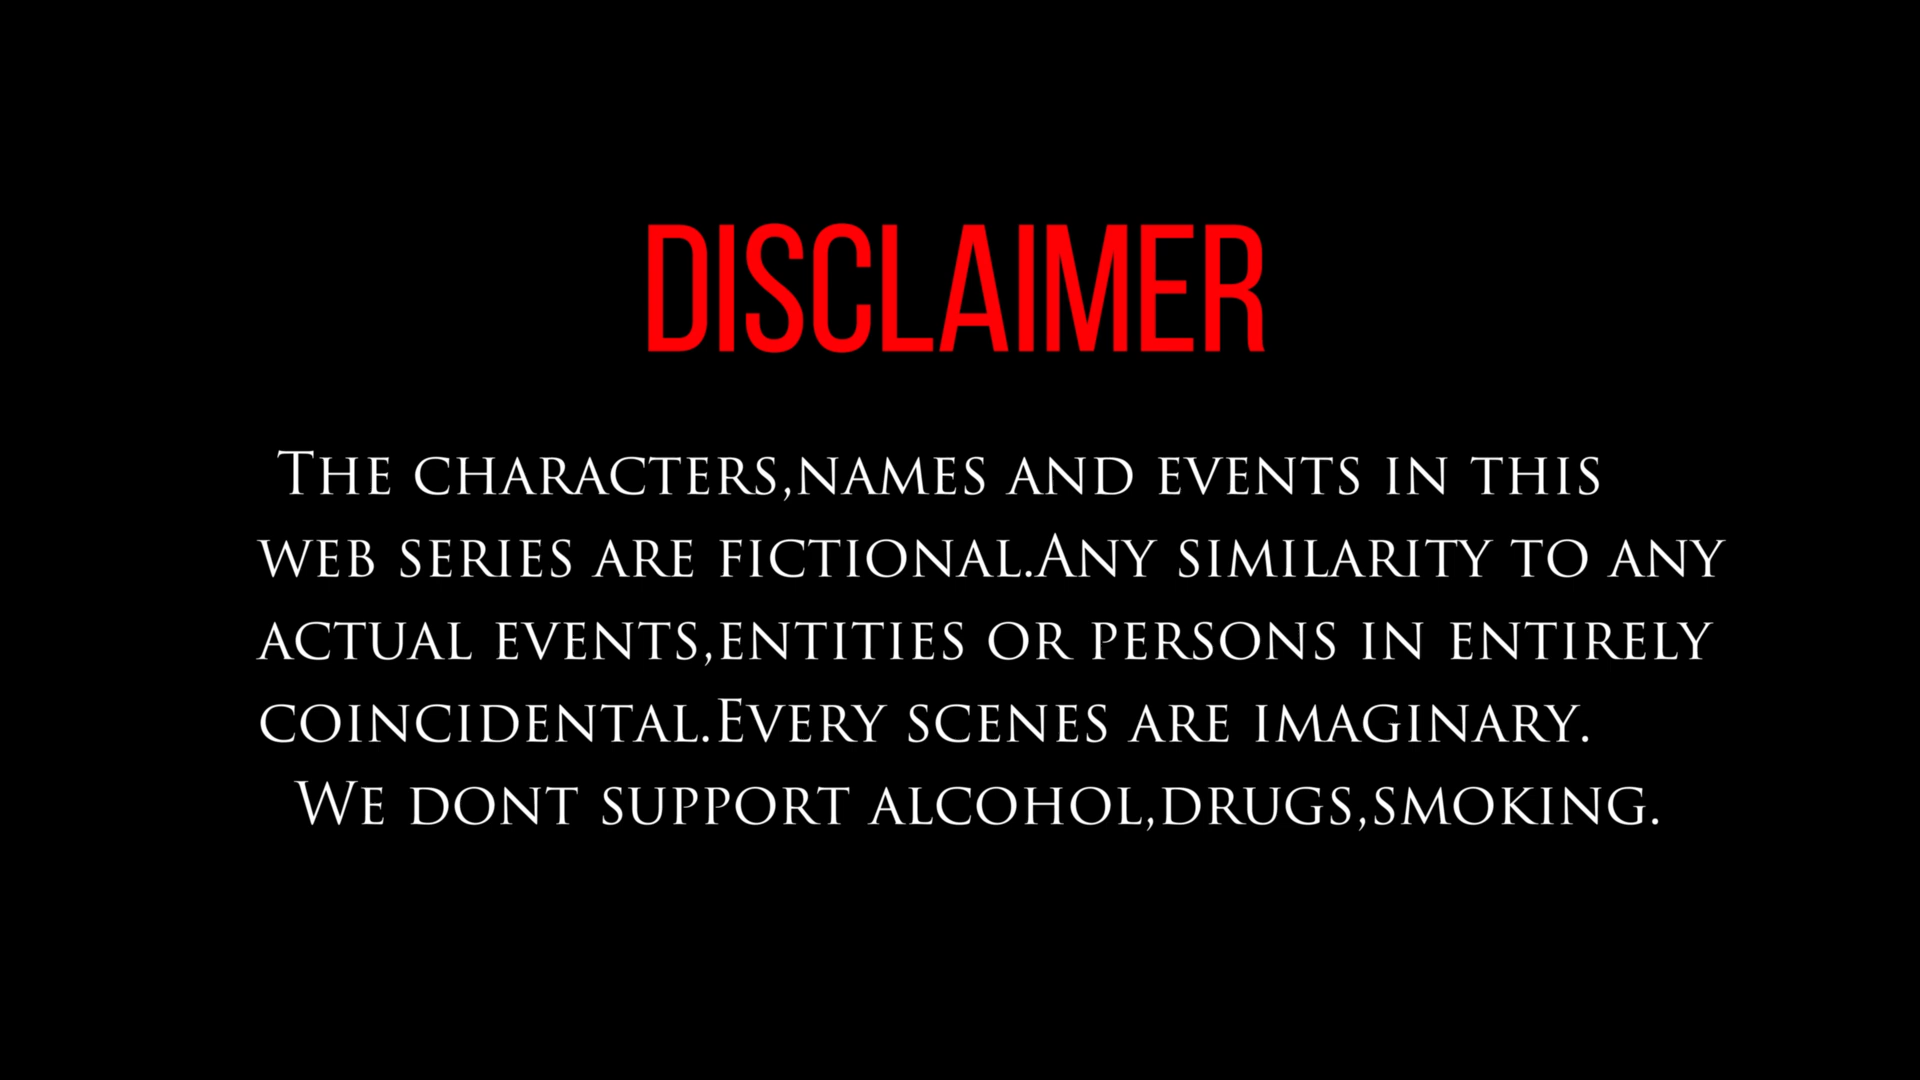 DISCLAIMER
The characters,names and events in this
web series are fictional.Any similarity to any
actual events,entities or persons in entirely
coincidental.Every scenes are imaginary.
We dont support alcohol,drugs,smoking.